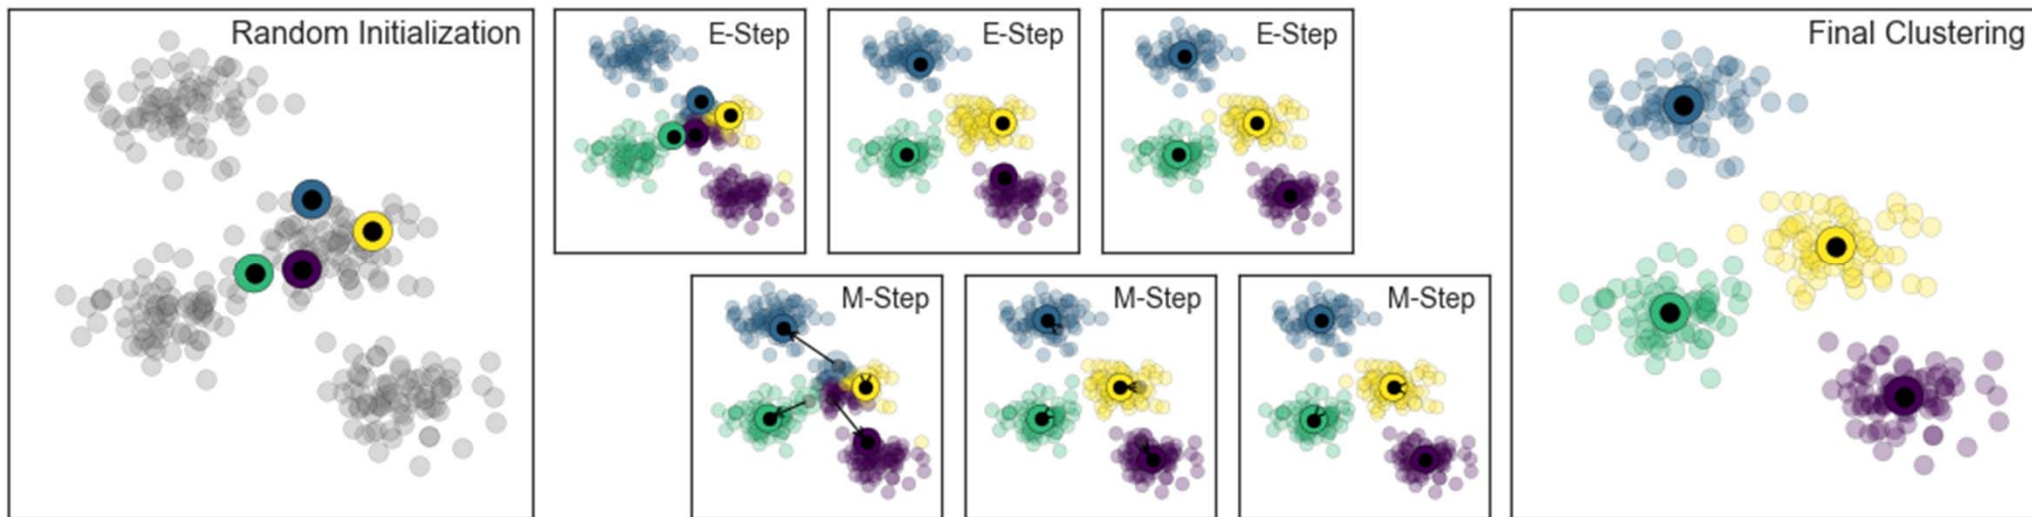 Random Initialization
E-Step
E-Step
E-Step
Final Clustering
M-Step
M-Step
M-Step